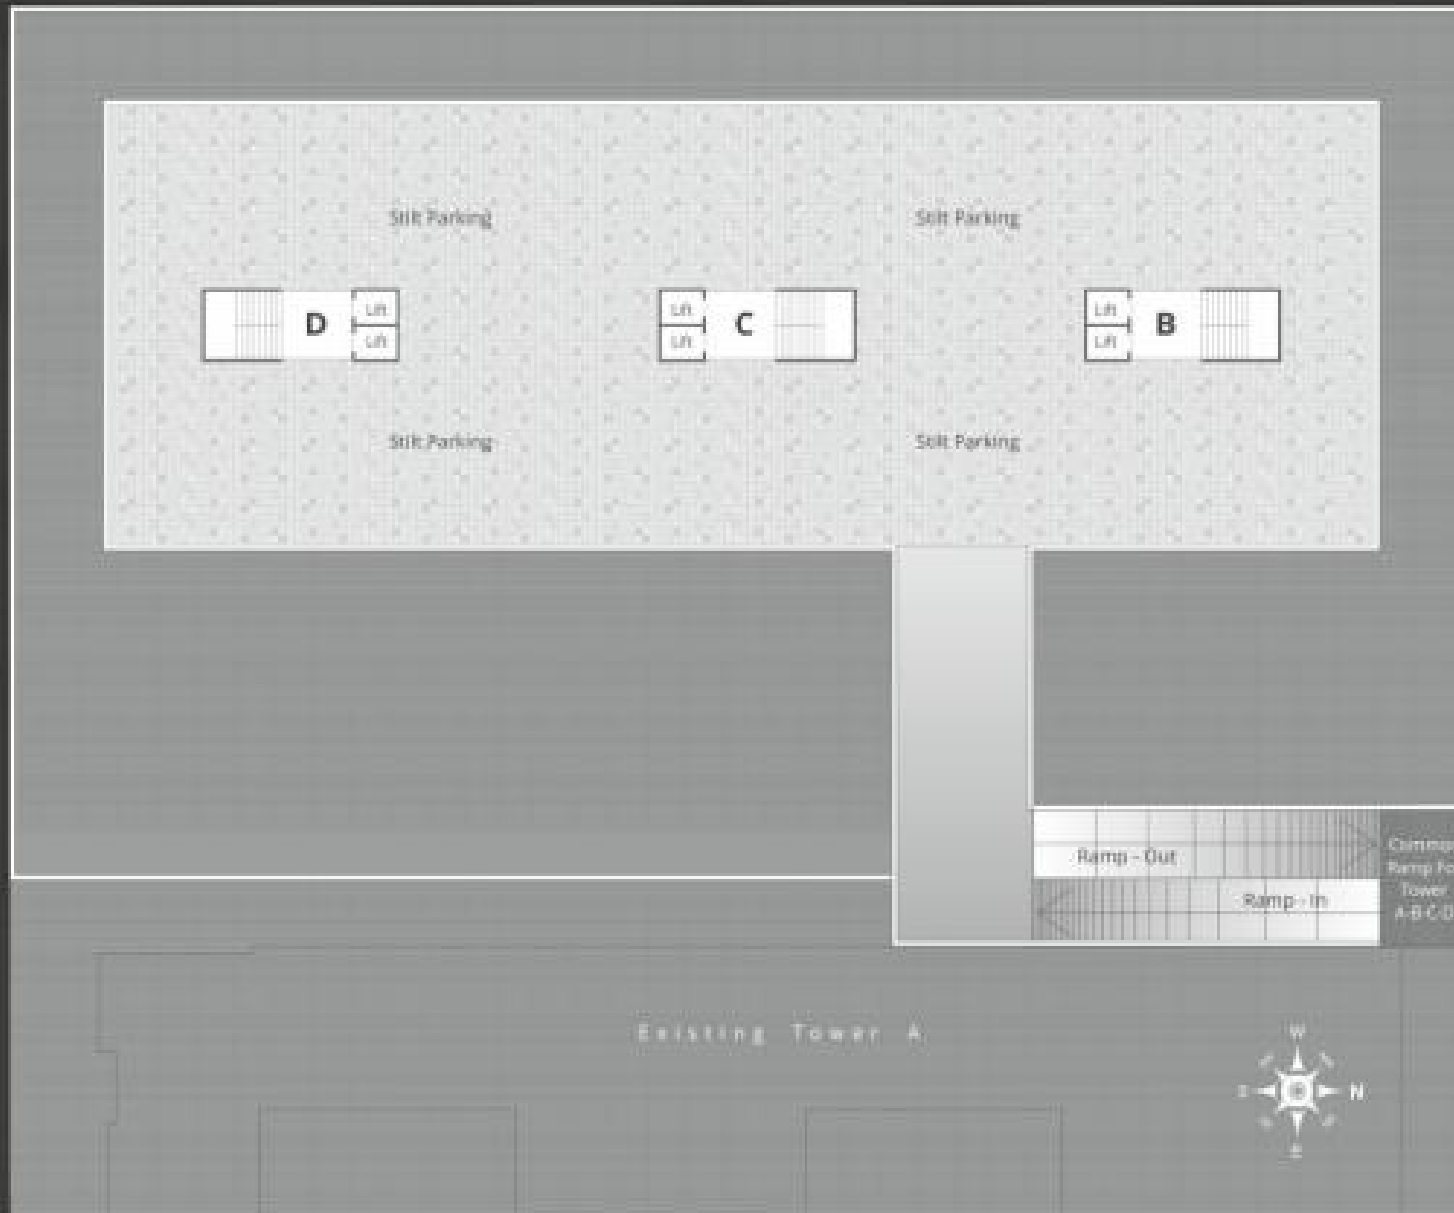 Stilt Parking Stilt Parking
D Lift Lift
Lift C Lift
Lift B Lift
Stilt Parking Stilt Parking
Ramp - Out
Ramp - In
Ramp
Tower
A-B-C-D
Existing Tower A
W
N
E